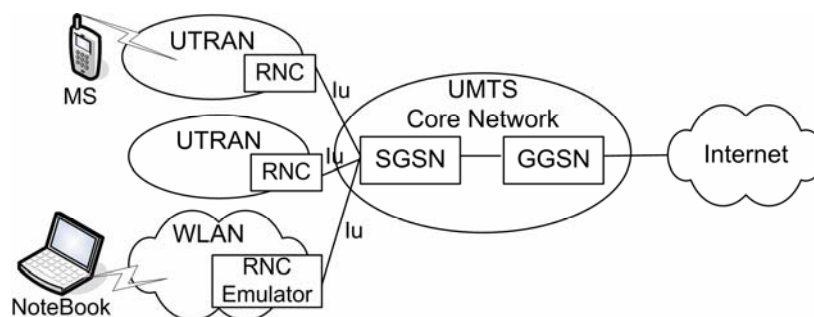 UTRAN
RNC
MS
Iu
UMTS
Core Network
UTRAN
RNC
Iu
SGSN
GGSN
Internet
WLAN
Iu
RNC
Emulator
NoteBook